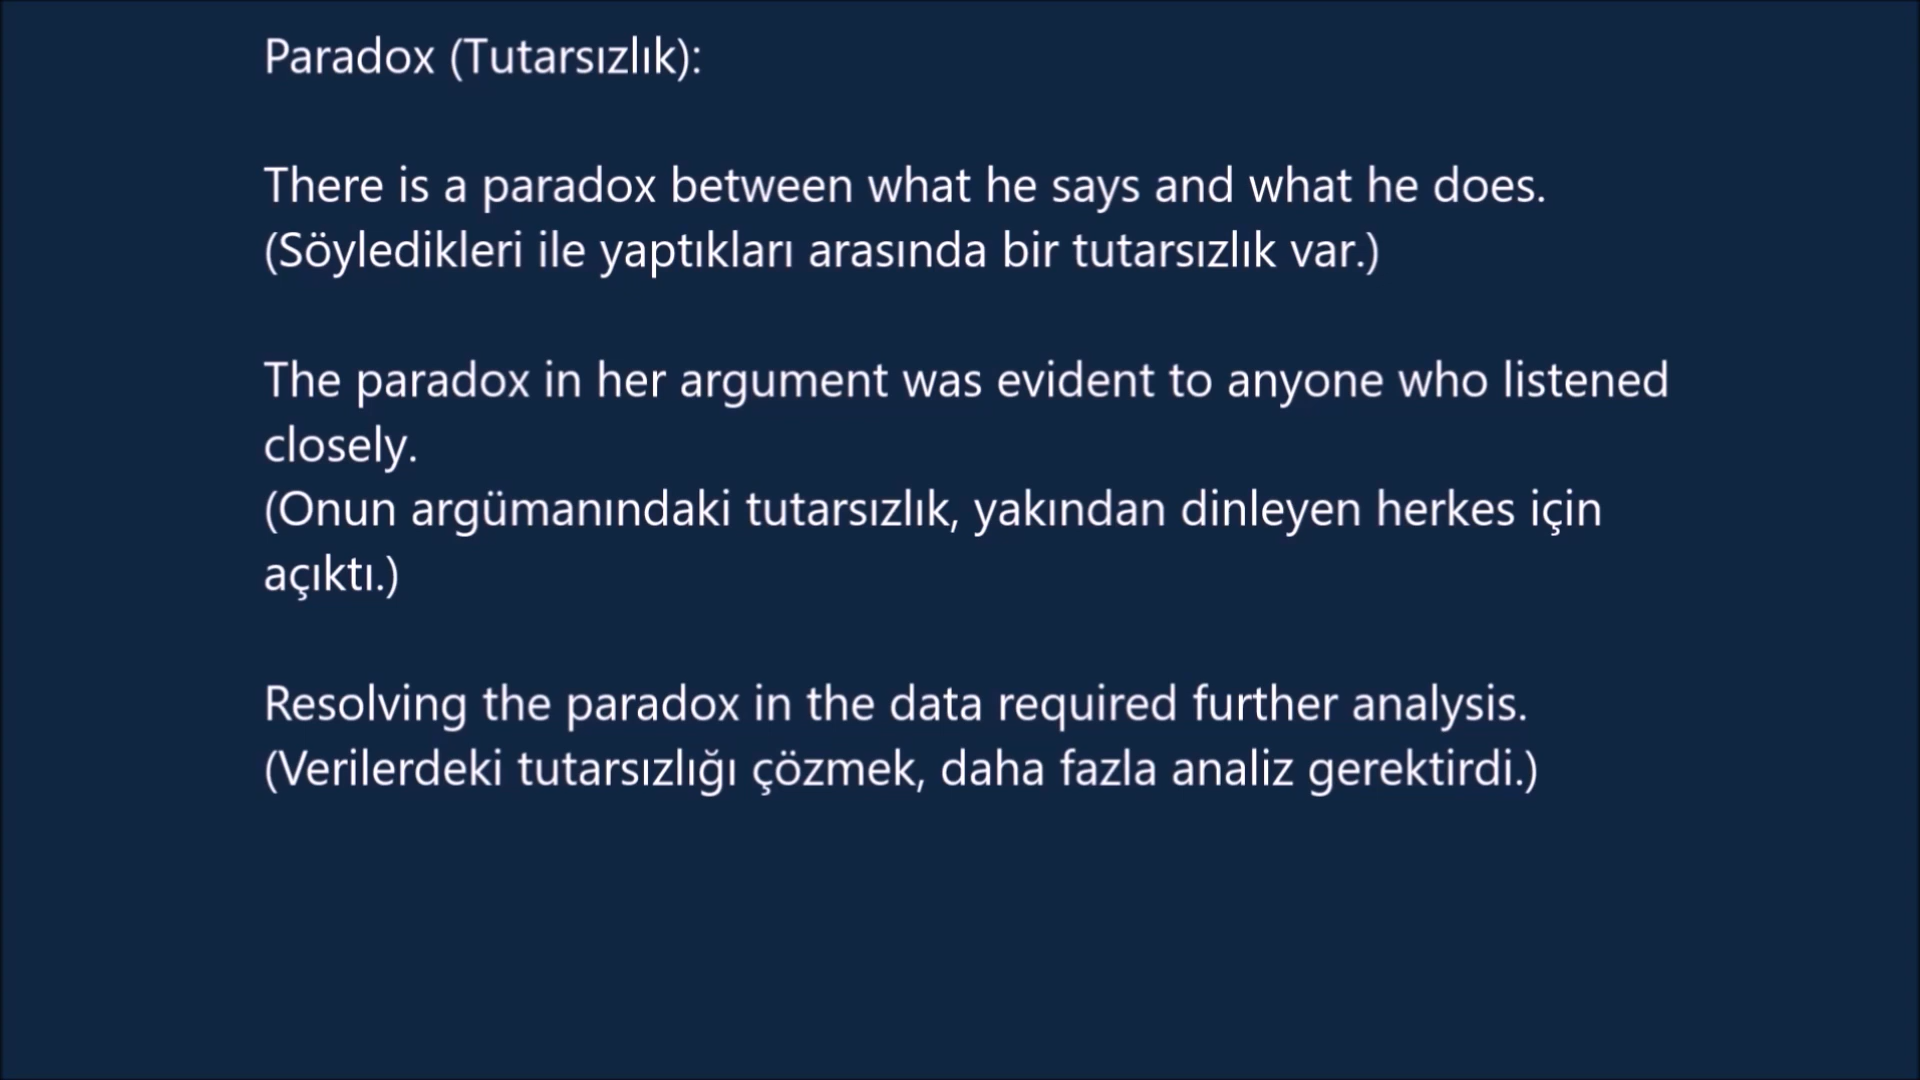 Paradox (Tutarsızlık):
There is a paradox between what he says and what he does.
(Söyledikleri ile yaptıkları arasında bir tutarsızlık var.)
The paradox in her argument was evident to anyone who listened
closely.
(Onun argümanındaki tutarsızlık, yakından dinleyen herkes için
açıktı.)
Resolving the paradox in the data required further analysis.
(Verilerdeki tutarsızlığı çözmek, daha fazla analiz gerektirdi.)